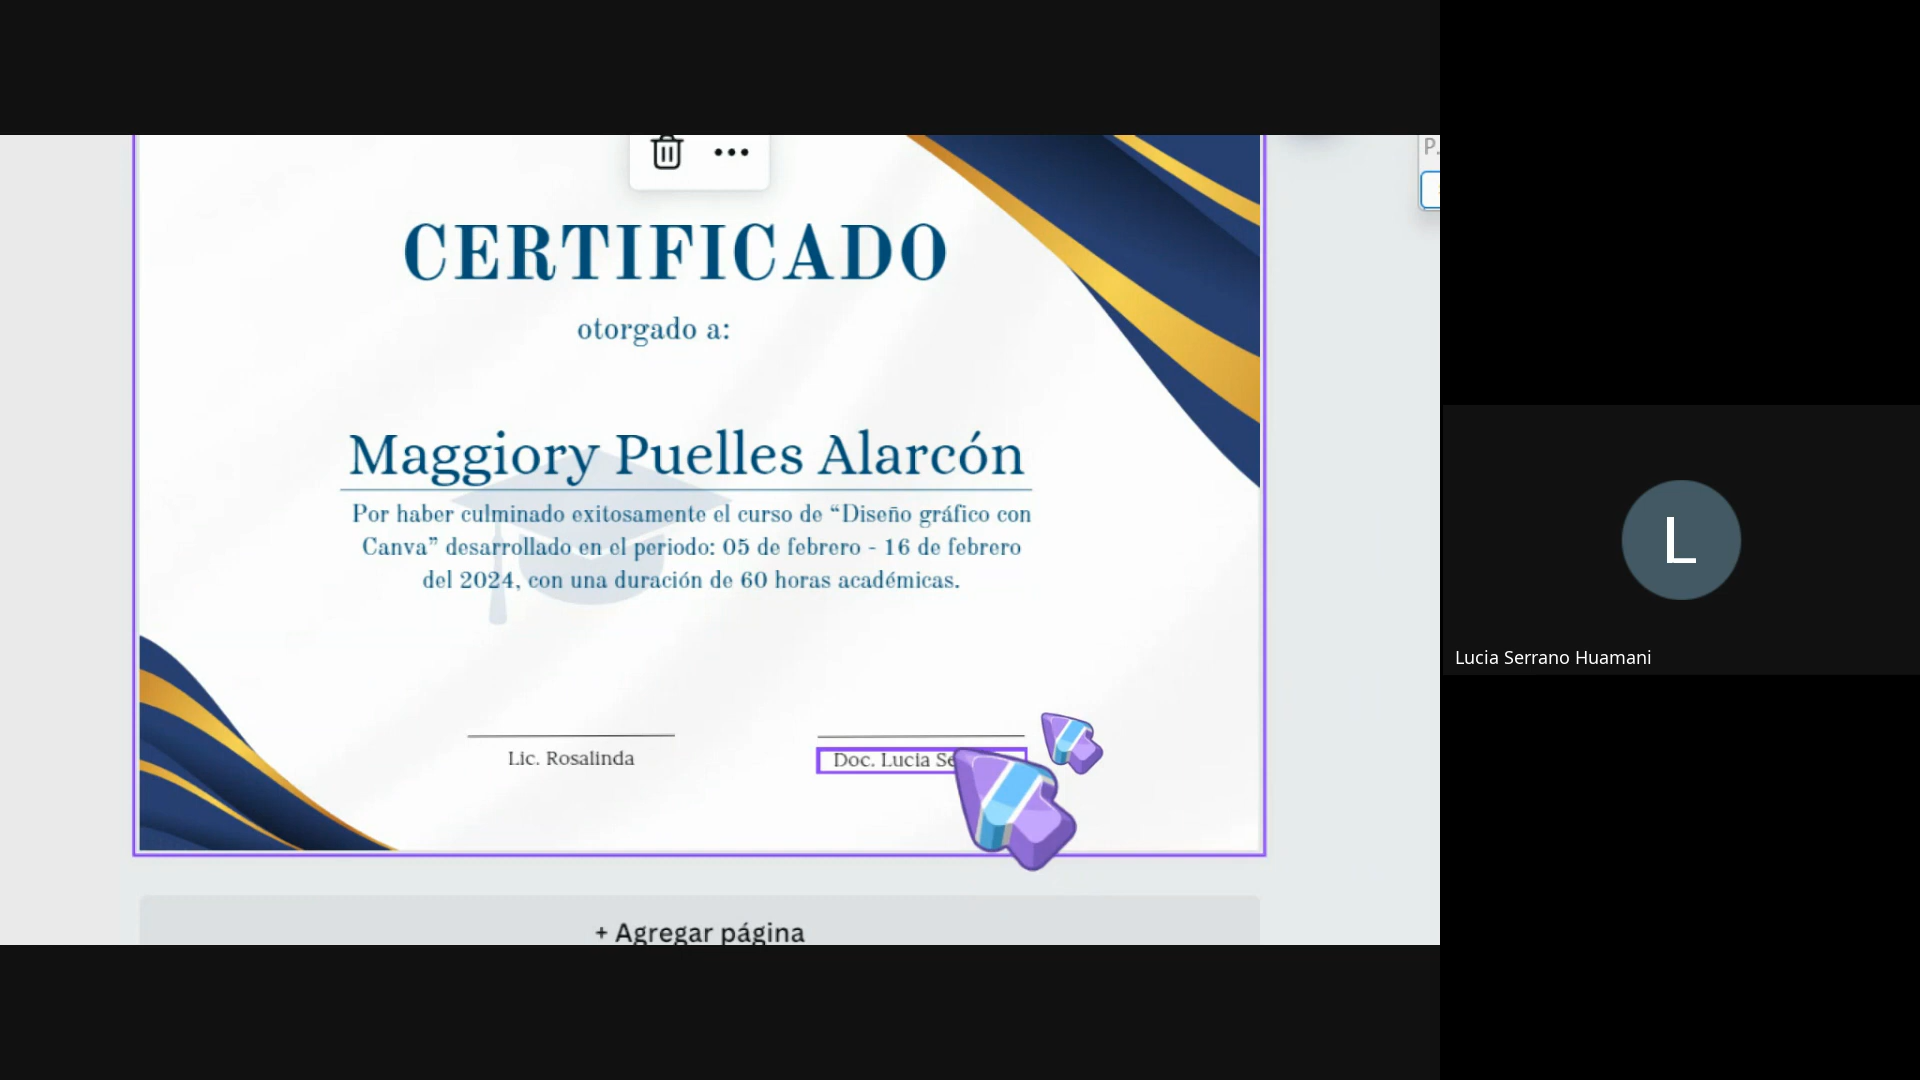 CERTIFICADO
otorgado a:
Maggiory Puelles Alarcón
Por haber culminado exitosamente el curso de “Diseño gráfico con
Canva” desarrollado en el periodo: 05 de febrero - 16 de febrero
del 2024, con una duración de 60 horas académicas.
Lic. Rosalinda
Doc. Lucia
+ Agregar página
L
Lucia Serrano Huamani